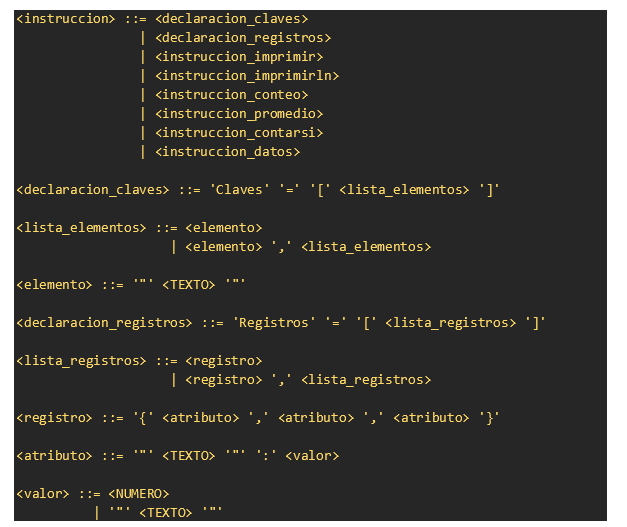 <instruccion> ::= <declaracion_claves>
| <declaracion_registros>
| <instruccion_imprimir>
| <instruccion_imprimirln>
| <instruccion_conteo>
| <instruccion_promedio>
| <instruccion_contarsi>
| <instruccion_datos>
<declaracion_claves> ::= 'Claves' '=' '[' <lista_elementos> ']'
<lista_elementos> ::= <elemento>
| <elemento> ',' <lista_elementos>
<elemento> ::= '"' <TEXTO> '"'
<declaracion_registros> ::= 'Registros' '=' '[' <lista_registros> ']'
<lista_registros> ::= <registro>
| <registro> ',' <lista_registros>
<registro> ::= '{' <atributo> ',' <atributo> ',' <atributo> '}'
<atributo> ::= '"' <TEXTO> '"' ':' <valor>
<valor> ::= <NUMERO>
| '"' <TEXTO> '"'